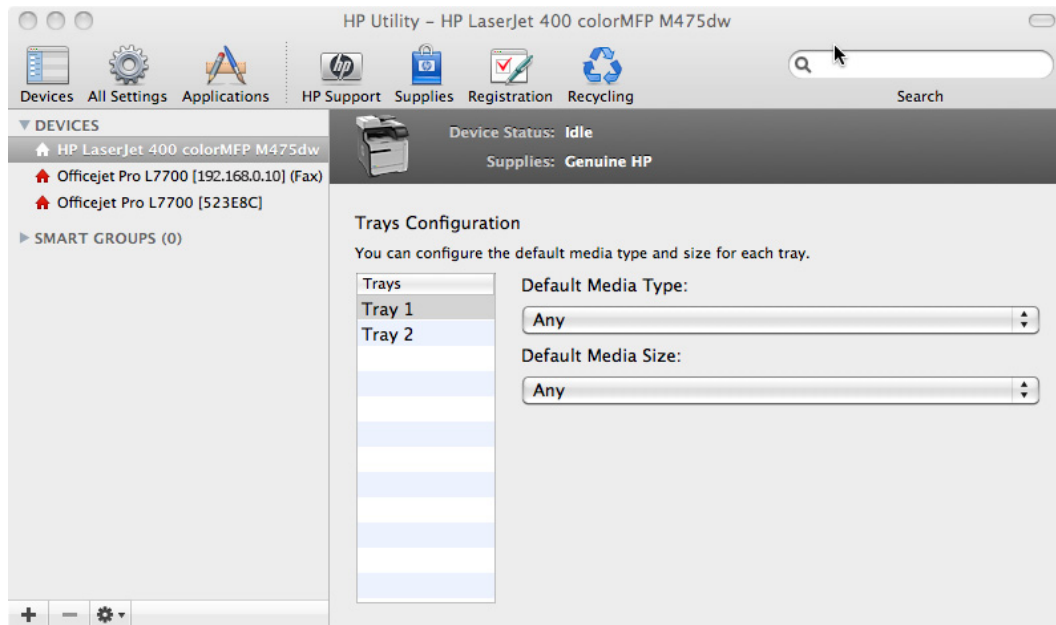 HP Utility – HP LaserJet 400 colorMFP M475dw
Devices All Settings Applications HP Support Supplies Registration Recycling Search
DEVICES
HP LaserJet 400 colorMFP M475dw
Officejet Pro L7700 [192.168.0.10] (Fax)
Officejet Pro L7700 [523E8C]
SMART GROUPS (0)
Device Status: Idle
Supplies: Genuine HP
Trays Configuration
You can configure the default media type and size for each tray.
Trays
Tray 1
Tray 2
Default Media Type:
Any
Default Media Size:
Any